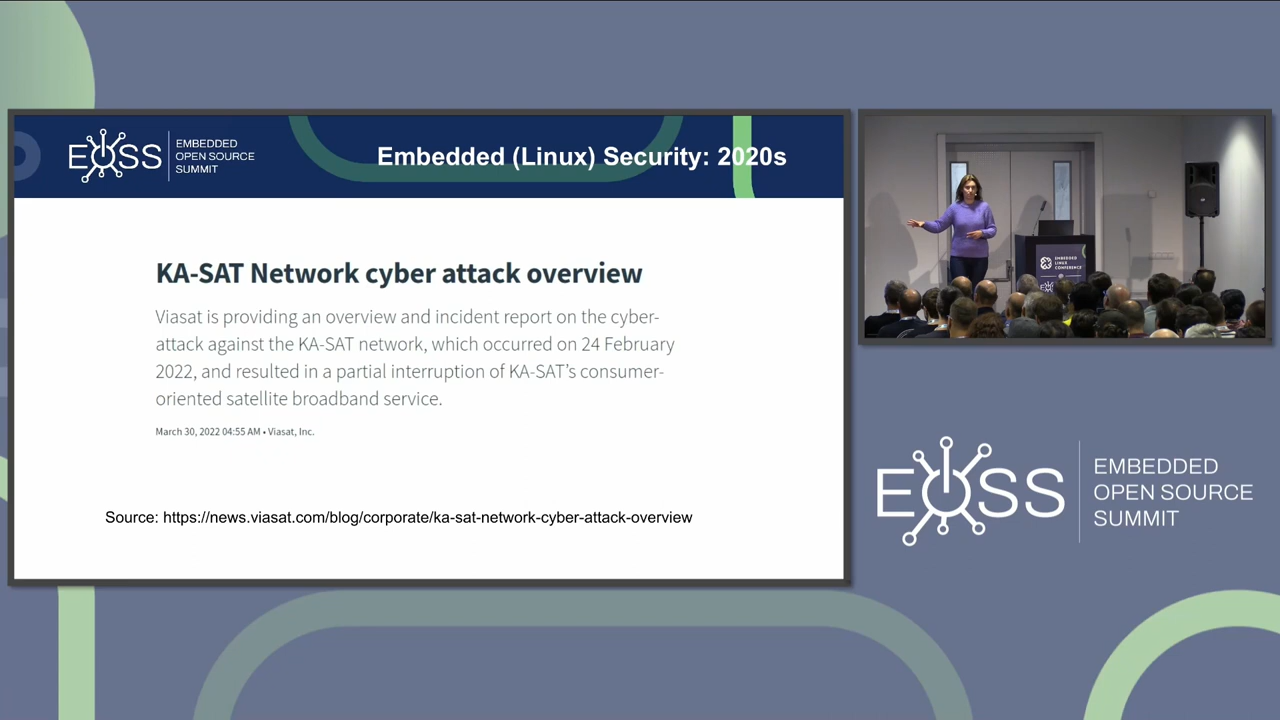 EOSS
EMBEDDED
OPEN SOURCE
SUMMIT
Embedded (Linux) Security: 2020s
KA-SAT Network cyber attack overview
Viasat is providing an overview and incident report on the cyber-
attack against the KA-SAT network, which occurred on 24 February
2022, and resulted in a partial interruption of KA-SAT’s consumer-
oriented satellite broadband service.
March 30, 2022 04:55 AM • Viasat, Inc.
Source: https://news.viasat.com/blog/corporate/ka-sat-network-cyber-attack-overview
EMBEDDED
LINUX
CONFERENCE
EOSS
EMBEDDED
OPEN SOURCE
SUMMIT